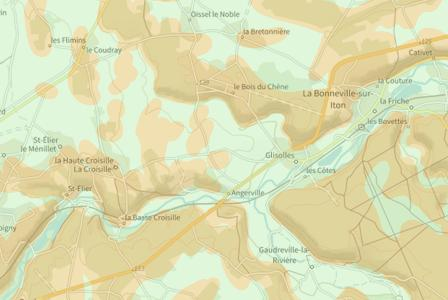 Oissel le Noble
la Bretonnière
les Flimins
le Coudray
Cativet
la Couture
le Bois du Chêne
La Bonneville-sur-
Iton
la Friche
les Bovettes
St-Élier
le Ménillet
la Haute Croisille
La Croisille
Glisolles
les Côtes
St-Elier
Angerville
la Basse Croisille
Gaudreville-la-
Rivière